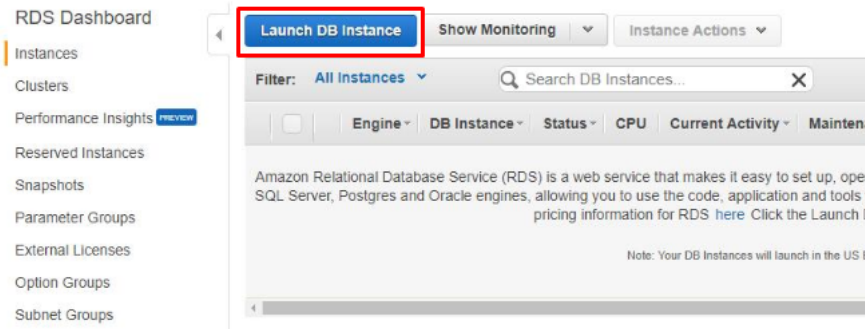 RDS Dashboard
Instances
Clusters
Performance Insights PREVIEW
Reserved Instances
Snapshots
Parameter Groups
External Licenses
Option Groups
Subnet Groups
Launch DB Instance Show Monitoring Instance Actions
Filter: All Instances Search DB Instances... X
Engine DB Instance Status CPU Current Activity Mainten
Amazon Relational Database Service (RDS) is a web service that makes it easy to set up, ope
SQL Server, Postgres and Oracle engines, allowing you to use the code, application and tools
pricing information for RDS here Click the Launch
Note: Your DB Instances will launch in the US